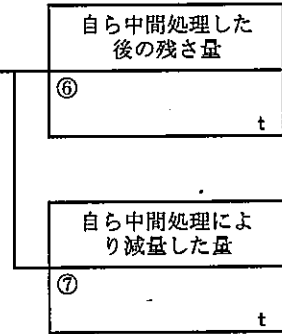 自ら中間処理した
後の残さ量
⑥
t
自ら中間処理によ
り減量した量
⑦
t